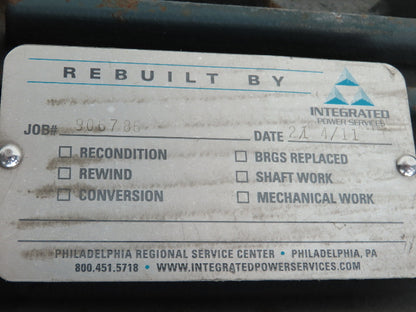 REBUILT BY
INTEGRATED
POWER SERVICES
JOB# 906786
DATE 21 4/11
RECONDITION
BRGS REPLACED
REWIND
SHAFT WORK
CONVERSION
MECHANICAL WORK
PHILADELPHIA REGIONAL SERVICE CENTER • PHILADELPHIA, PA
800.451.5718 • WWW.INTEGRATEDPOWERSERVICES.COM